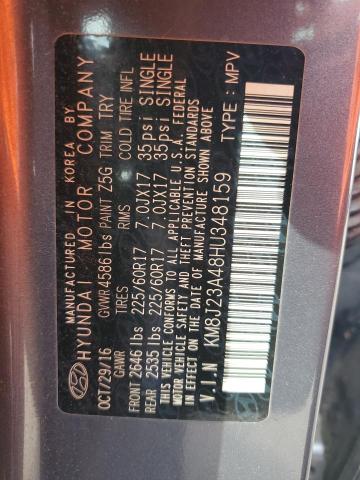 MANUFACTURED IN KOREA BY
HYUNDAI MOTOR COMPANY
OCT/29/16 GVWR 4586 lbs PAINT Z5G TRIM TRY
GAWR TIRES RIMS COLD TIRE INFL
FRONT 2646 lbs 225/60R17 7.0JX17 35psi SINGLE
REAR 2535 lbs 225/60R17 7.0JX17 35psi SINGLE
THIS VEHICLE CONFORMS TO ALL APPLICABLE U.S.A. FEDERAL
MOTOR VEHICLE SAFETY AND THEFT PREVENTION STANDARDS
IN EFFECT ON THE DATE OF MANUFACTURE SHOWN ABOVE.
V.I.N KM8J23A48HU348159 TYPE : MPV